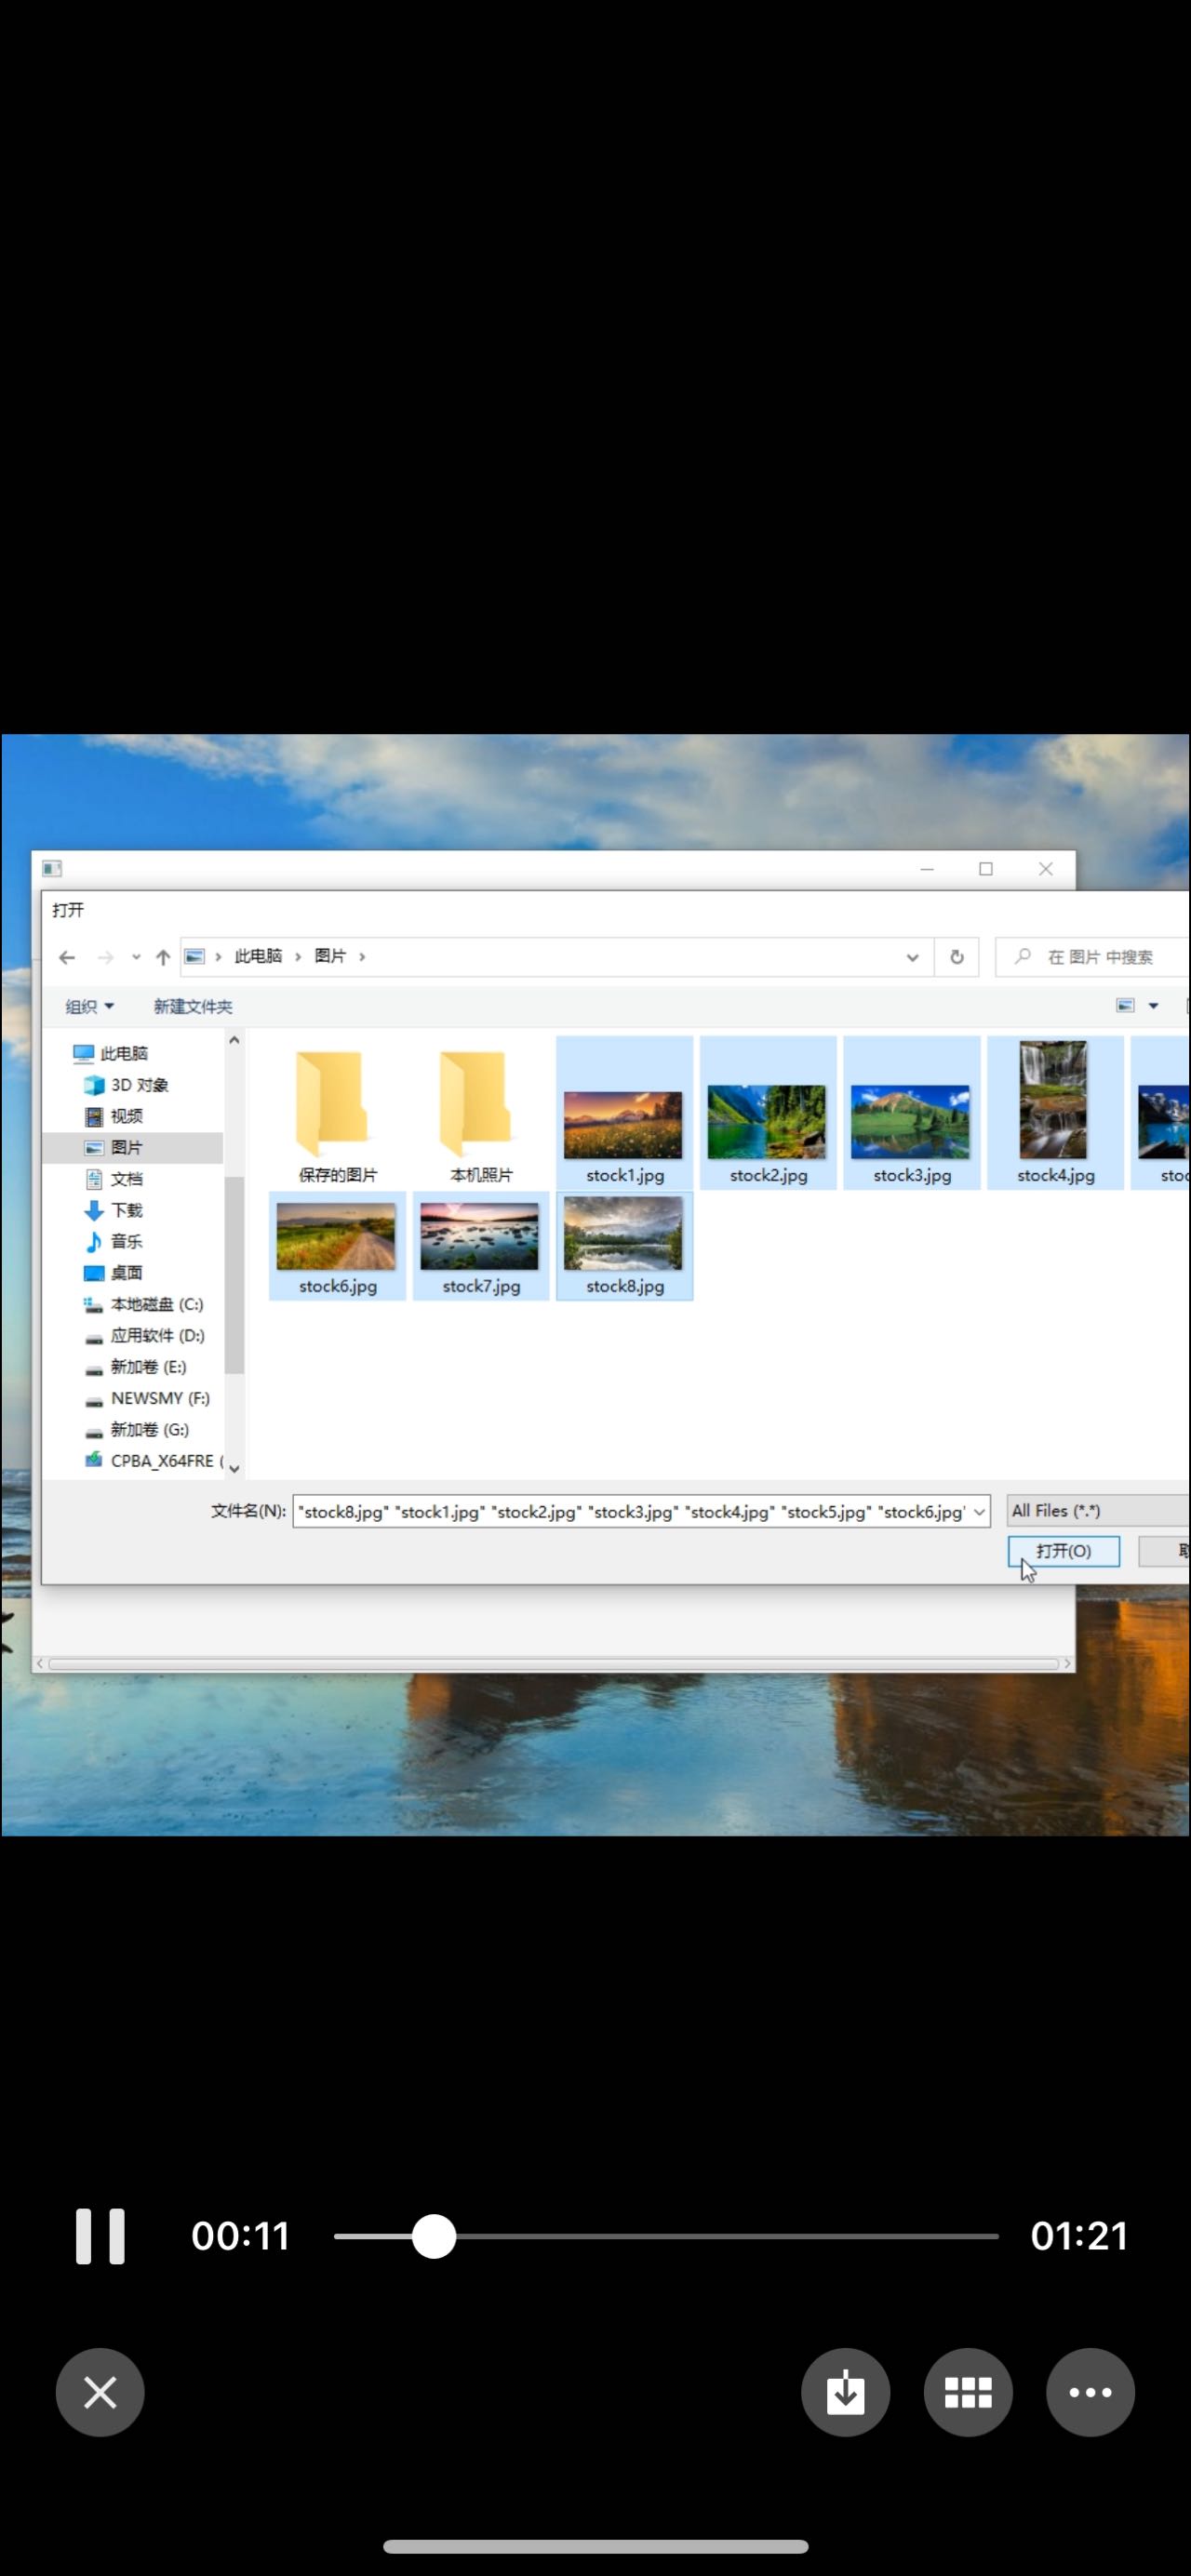 打开
此电脑 › 图片 ›
在 图片 中搜索
组织
新建文件夹
此电脑
3D 对象
视频
图片
文档
下载
音乐
桌面
本地磁盘 (C:)
应用软件 (D:)
新加卷 (E:)
NEWSMY (F:)
新加卷 (G:)
CPBA_X64FRE (
保存的图片
本机照片
stock1.jpg
stock2.jpg
stock3.jpg
stock4.jpg
stoc
stock6.jpg
stock7.jpg
stock8.jpg
文件名(N):
"stock8.jpg" "stock1.jpg" "stock2.jpg" "stock3.jpg" "stock4.jpg" "stock5.jpg" "stock6.jpg"
All Files (*.*)
打开(O)
00:11
01:21